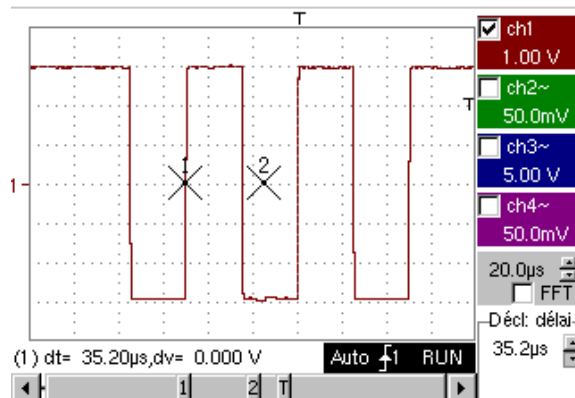 T
ch1
1.00 V
ch2~
50.0mV
ch3~
5.00 V
ch4~
50.0mV
T
1
2
1
20.0µs
FFT
Décl: délai
35.2µs
(1) dt= 35.20µs,dv= 0.000 V
Auto 1 RUN
1 2 T